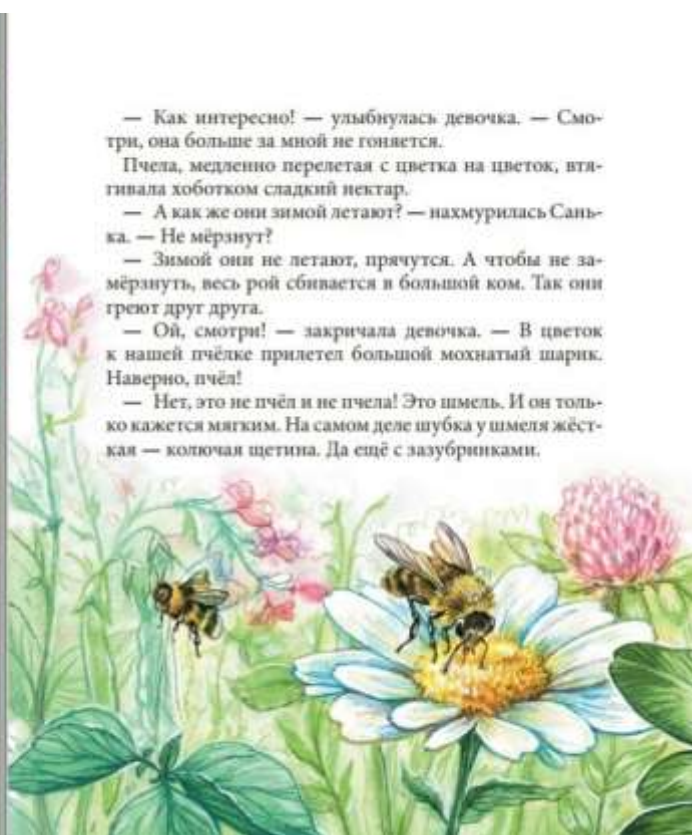 — Как интересно! — улыбнулась девочка. — Смо-
три, она больше за мной не гоняется.
Пчела, медленно перелетая с цветка на цветок, втя-
гивала хоботком сладкий нектар.
— А как же они зимой летают? — нахмурилась Сань-
ка. — Не мёрзнут?
— Зимой они не летают, прячутся. А чтобы не за-
мёрзнуть, весь рой сбивается в большой ком. Так они
греют друг друга.
— Ой, смотри! — закричала девочка. — В цветок
к нашей пчёлке прилетел большой мохнатый шарик.
Наверно, пчёл!
— Нет, это не пчёл и не пчела! Это шмель. И он толь-
ко кажется мягким. На самом деле шубка у шмеля жёст-
кая — колючая щетина. Да ещё с зазубринками.